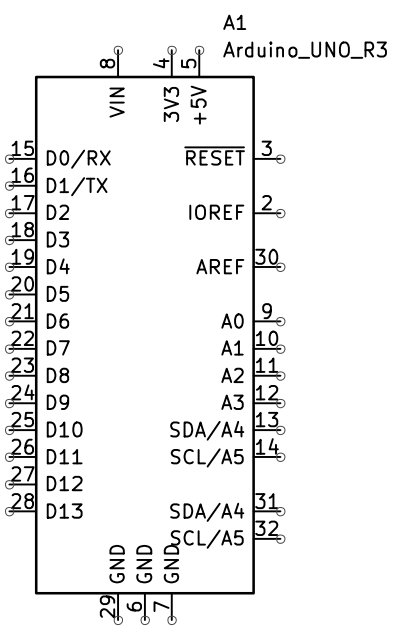 A1
Arduino_UNO_R3
8 4 5
VIN 3V3 +5V
15 D0/RX RESET 3
16 D1/TX
17 D2 IOREF 2
18 D3
19 D4 AREF 30
20 D5
21 D6 A0 9
22 D7 A1 10
23 D8 A2 11
24 D9 A3 12
25 D10 SDA/A4 13
26 D11 SCL/A5 14
27 D12
28 D13 SDA/A4 31
SCL/A5 32
GND GND GND
29 6 7